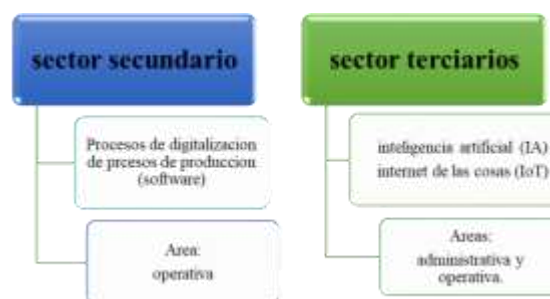 sector secundario
Procesos de digitalizacion
de prcesos de produccion
(software)
Area:
operativa
sector terciarios
inteligencia artificial (IA)
internet de las cosas (IoT)
Areas:
administrativa y
operativa.